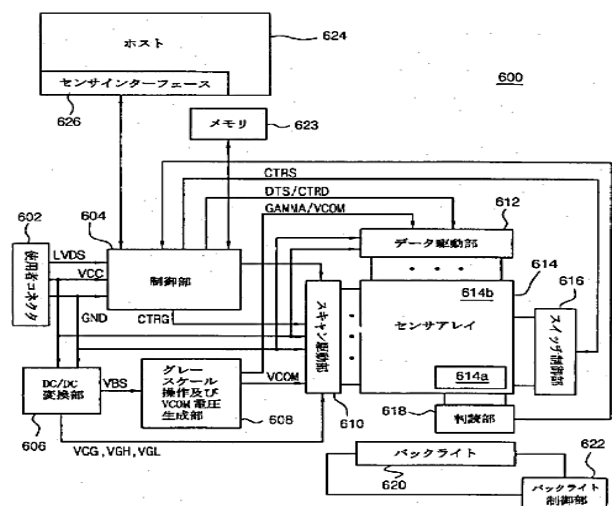 ホスト
624
センサインターフェース
626
600
メモリ
623
CTRS
DTS/CTRD
GAMMA/VCOM
612
602
604
データ駆動部
614
616
使用者コネクタ
LVDS
VCC
GND
制御部
CTRG
スキャン駆動部
614b
センサアレイ
614a
スイッチ制御部
DC/DC
変換部
VBS
グレー
スケール
操作及び
VCOM電圧
生成部
VCOM
606
608
610
618
判読部
VCG,VGH,VGL
バックライト
620
622
バックライト
制御部